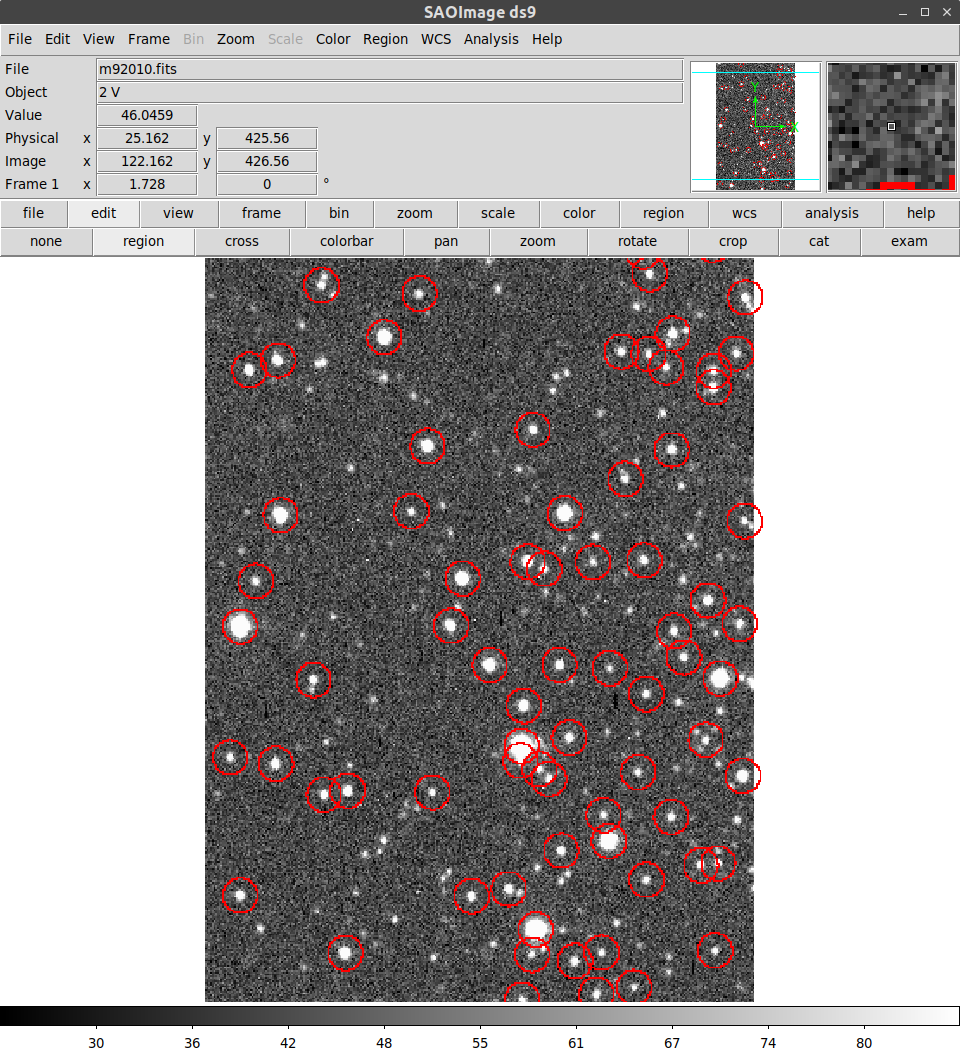 SAOImage ds9
File Edit View Frame Bin Zoom Scale Color Region WCS Analysis Help
File m92010.fits
Object 2 V
Value 46.0459
Physical x 25.162 y 425.56
Image x 122.162 y 426.56
Frame 1 x 1.728 0 °
Y
X
file edit view frame bin zoom scale color region wcs analysis help
none region cross colorbar pan zoom rotate crop cat exam
30 36 42 48 55 61 67 74 80